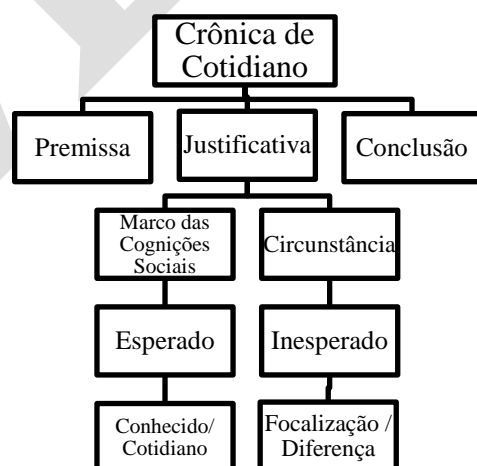 Crônica de
Cotidiano
Premissa
Justificativa
Conclusão
Marco das
Cognições
Sociais
Circunstância
Esperado
Inesperado
Conhecido/
Cotidiano
Focalização /
Diferença